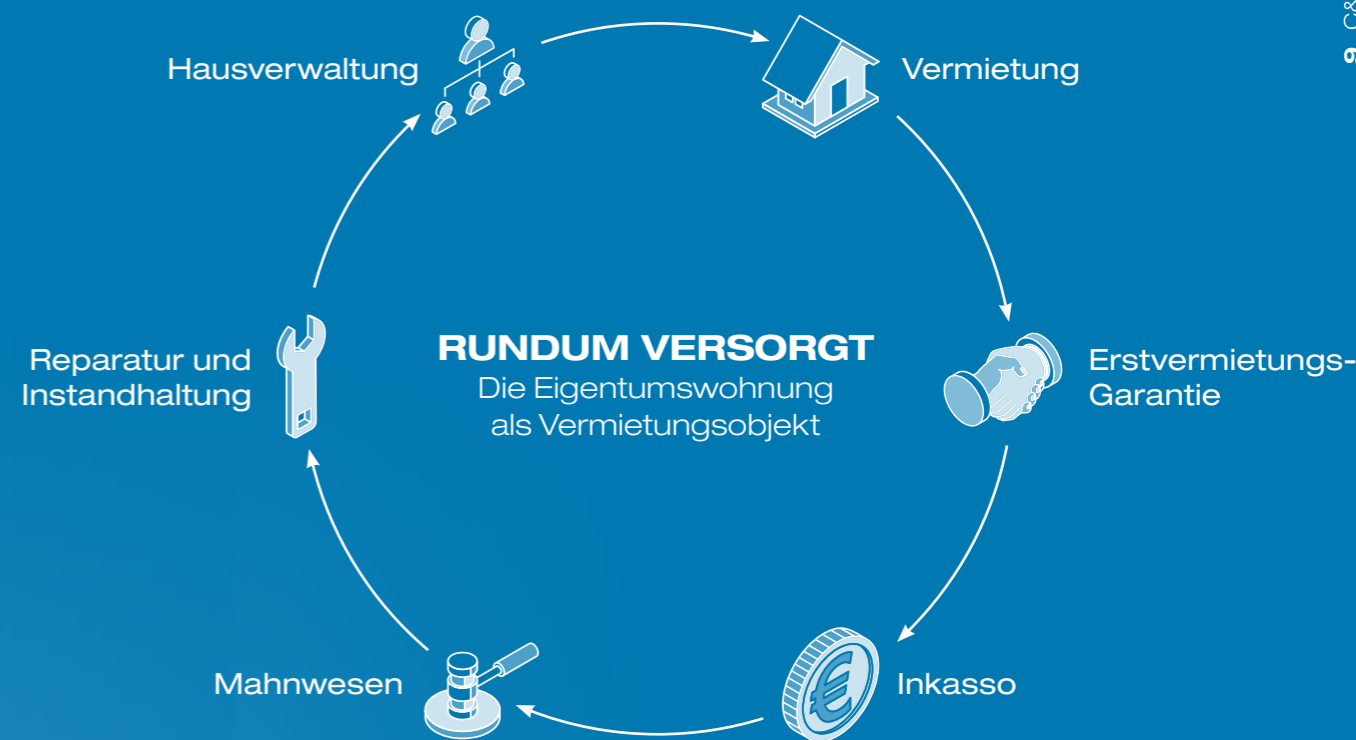 Hausverwaltung
Vermietung
Erstvermietungs-
Garantie
Inkasso
Mahnwesen
Reparatur und
Instandhaltung
RUNDUM VERSORGT
Die Eigentumswohnung
als Vermietungsobjekt
€